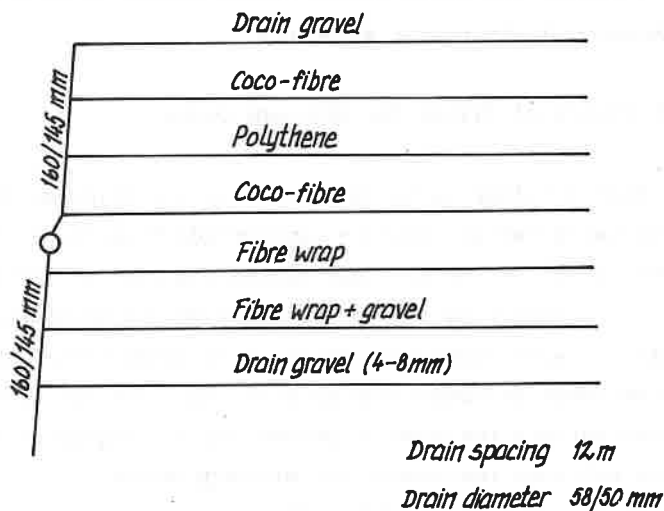 Drain gravel
Coco-fibre
160/145 mm
Polythene
Coco-fibre
Fibre wrap
Fibre wrap + gravel
160/145 mm
Drain gravel (4-8mm)
Drain spacing 12m
Drain diameter 58/50 mm